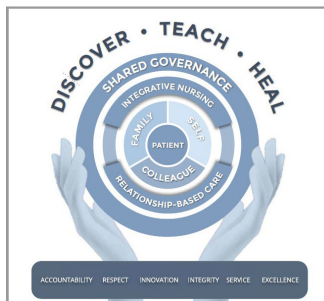 DISCOVER • TEACH • HEAL
SHARED GOVERNANCE
INTEGRATIVE NURSING
FAMILY
SELF
PATIENT
COLLEAGUE
RELATIONSHIP-BASED CARE
ACCOUNTABILITY RESPECT INNOVATION INTEGRITY SERVICE EXCELLENCE